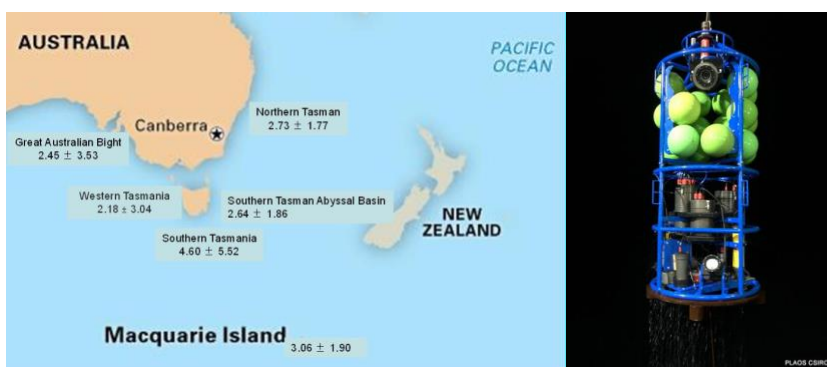 AUSTRALIA
PACIFIC
OCEAN
Canberra
Northern Tasman
2.73 ± 1.77
Great Australian Bight
2.45 ± 3.53
Western Tasmania
2.18 ± 3.04
Southern Tasman Abyssal Basin
2.64 ± 1.86
NEW
ZEALAND
Southern Tasmania
4.60 ± 5.52
Macquarie Island
3.06 ± 1.90
PLAOS CSIRO